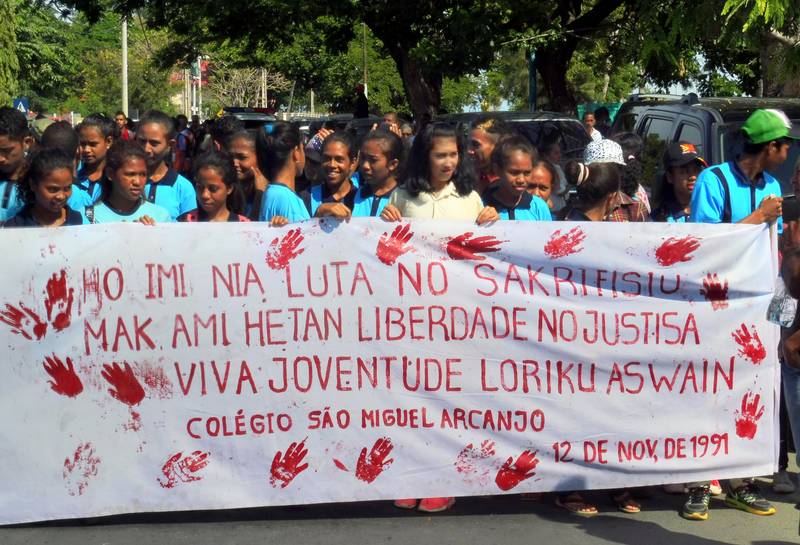 HO IMI NIA LUTA NO SAKRIFISIU
MAK AMI HETAN LIBERDADE NO JUSTISA
VIVA JOVENTUDE LORIKU ASWAIN
COLÉGIO SÃO MIGUEL ARCANJO
12 DE NOV, DE 1991